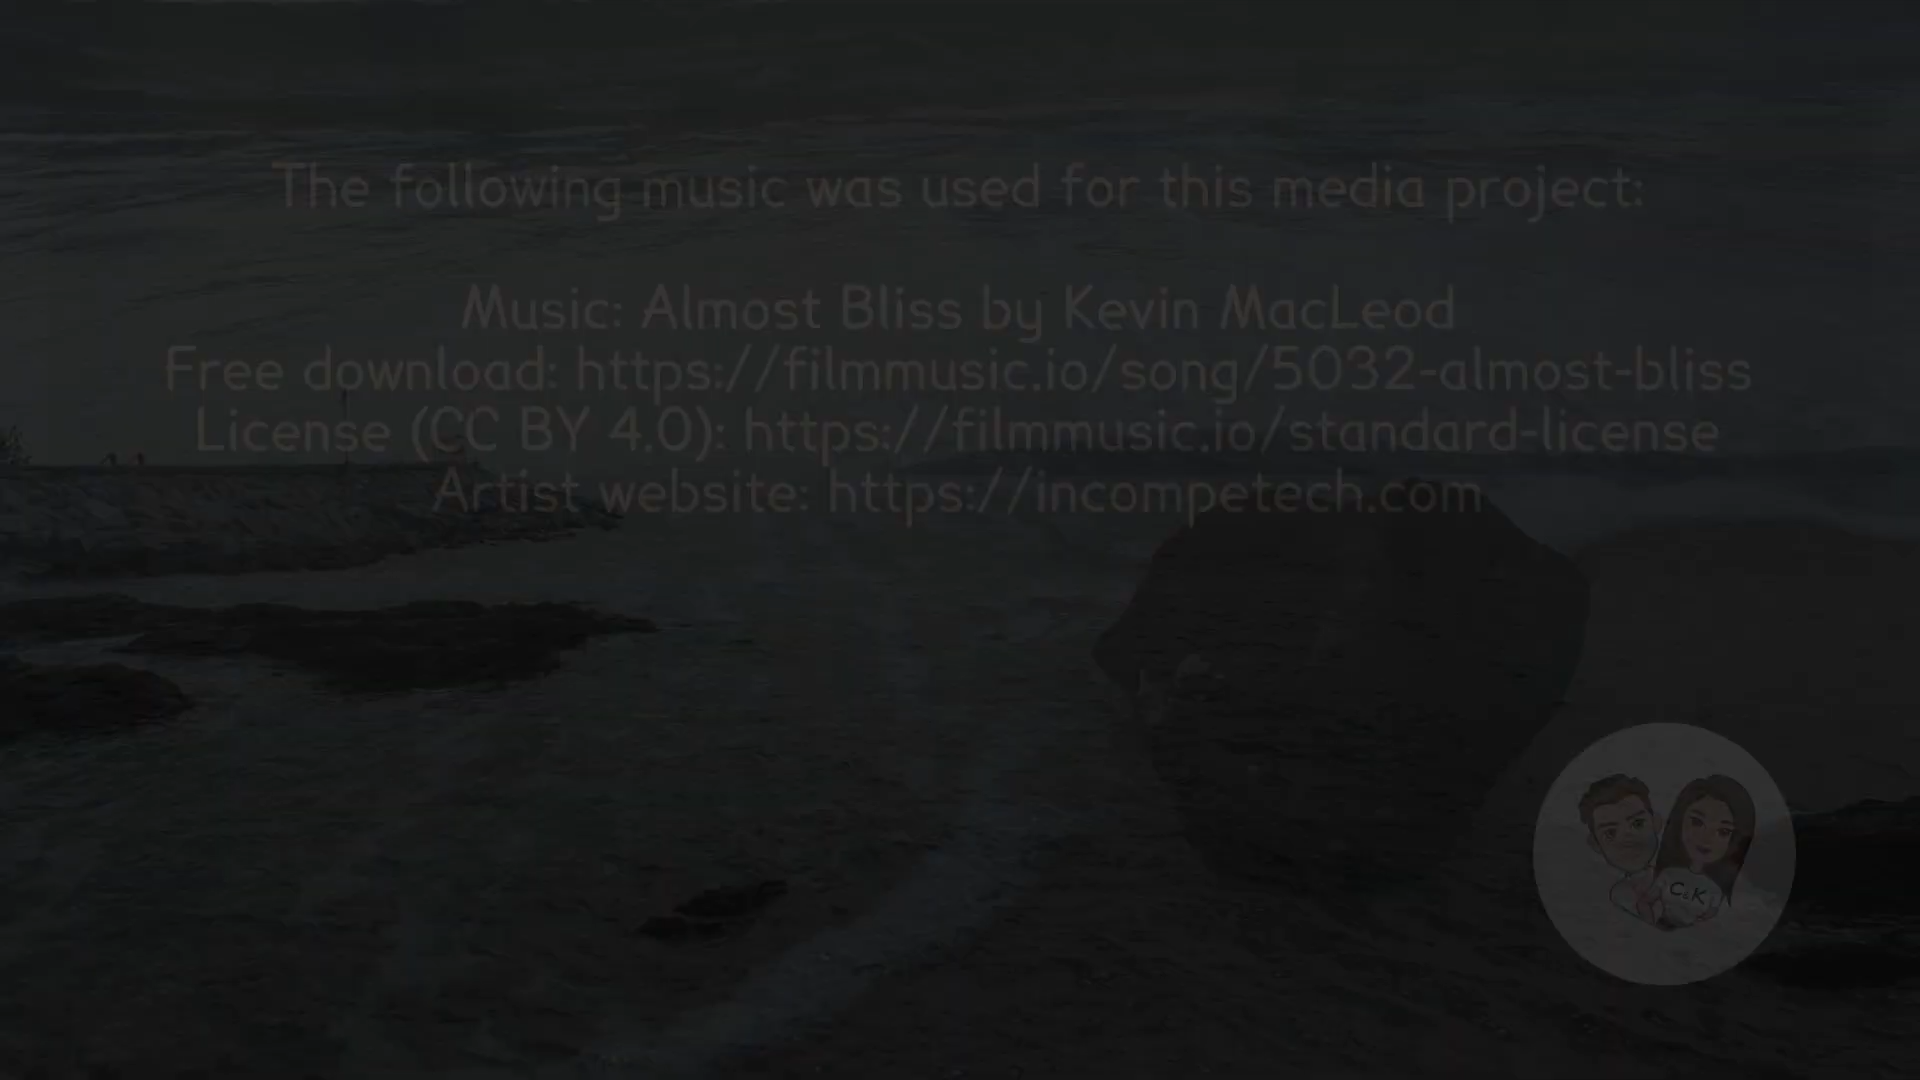 The following music was used for this media project:
Music: Almost Bliss by Kevin MacLeod
Free download: https://filmmusic.io/song/5032-almost-bliss
License (CC BY 4.0): https://filmmusic.io/standard-license
Artist website: https://incompetech.com
C&K